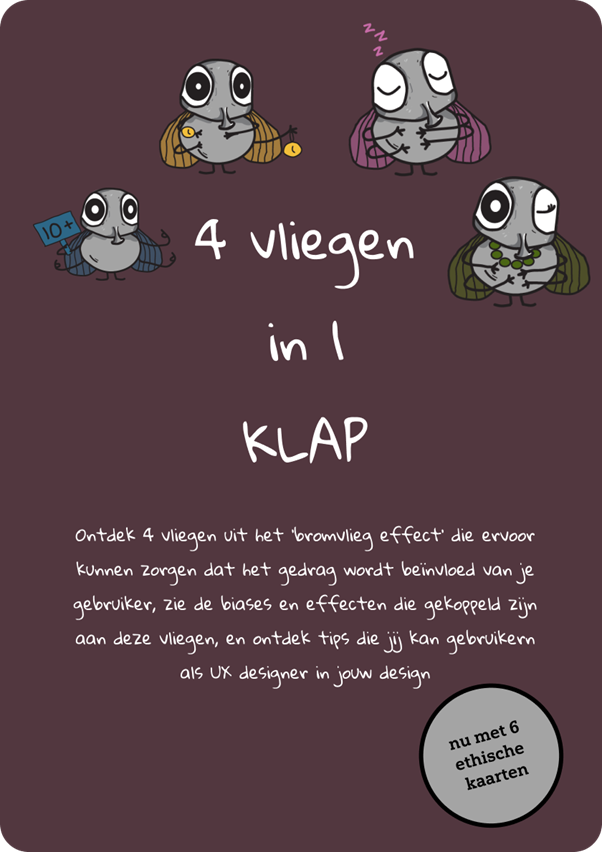 z
z
z
10+
4 vliegen
in 1
KLAP
Ontdek 4 vliegen uit het 'bromvlieg effect' die ervoor
kunnen zorgen dat het gedrag wordt beïnvloed van je
gebruiker, zie de biases en effecten die gekoppeld zijn
aan deze vliegen, en ontdek tips die jij kan gebruikern
als UX designer in jouw design
nu met 6
ethische
kaarten